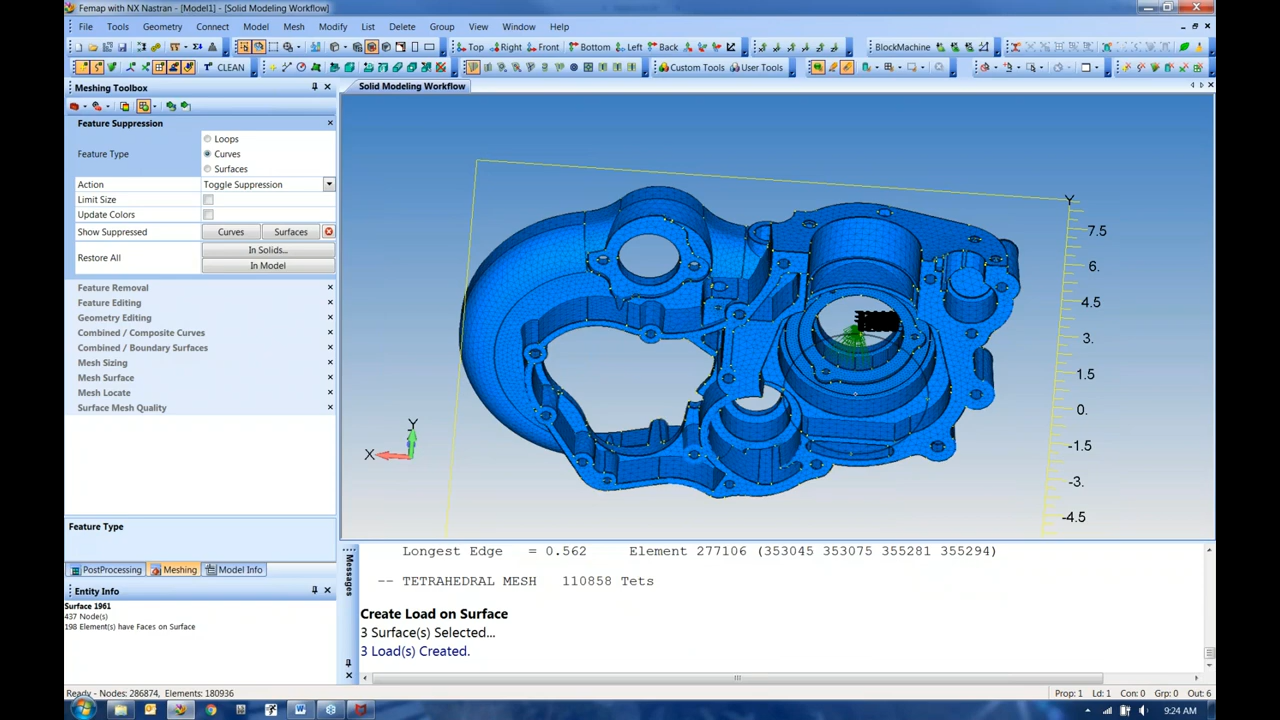 Femap with NX Nastran - [Model1] - [Solid Modeling Workflow]
File Tools Geometry Connect Model Mesh Modify List Delete Group View Window Help
Top Right Front Bottom Left Back BlockMachine
CLEAN Custom Tools User Tools
Meshing Toolbox
Solid Modeling Workflow
Feature Suppression
Feature Type
Loops
Curves
Surfaces
Action Toggle Suppression
Limit Size
Update Colors
Show Suppressed Curves Surfaces
Restore All
In Solids...
In Model
Feature Removal
Feature Editing
Geometry Editing
Combined / Composite Curves
Combined / Boundary Surfaces
Mesh Sizing
Mesh Surface
Mesh Locate
Surface Mesh Quality
Feature Type
PostProcessing Meshing Model Info
Entity Info
Surface 1961
437 Node(s)
198 Element(s) have Faces on Surface
Y
7.5
6.
4.5
3.
1.5
0.
-1.5
-3.
-4.5
Y
X
Messages
Longest Edge = 0.562 Element 277106 (353045 353075 355281 355294)
-- TETRAHEDRAL MESH 110858 Tets
Create Load on Surface
3 Surface(s) Selected...
3 Load(s) Created.
Ready - Nodes: 286874, Elements: 180936
Prop: 1 Ld: 1 Con: 0 Grp: 0 Out: 6
9:24 AM